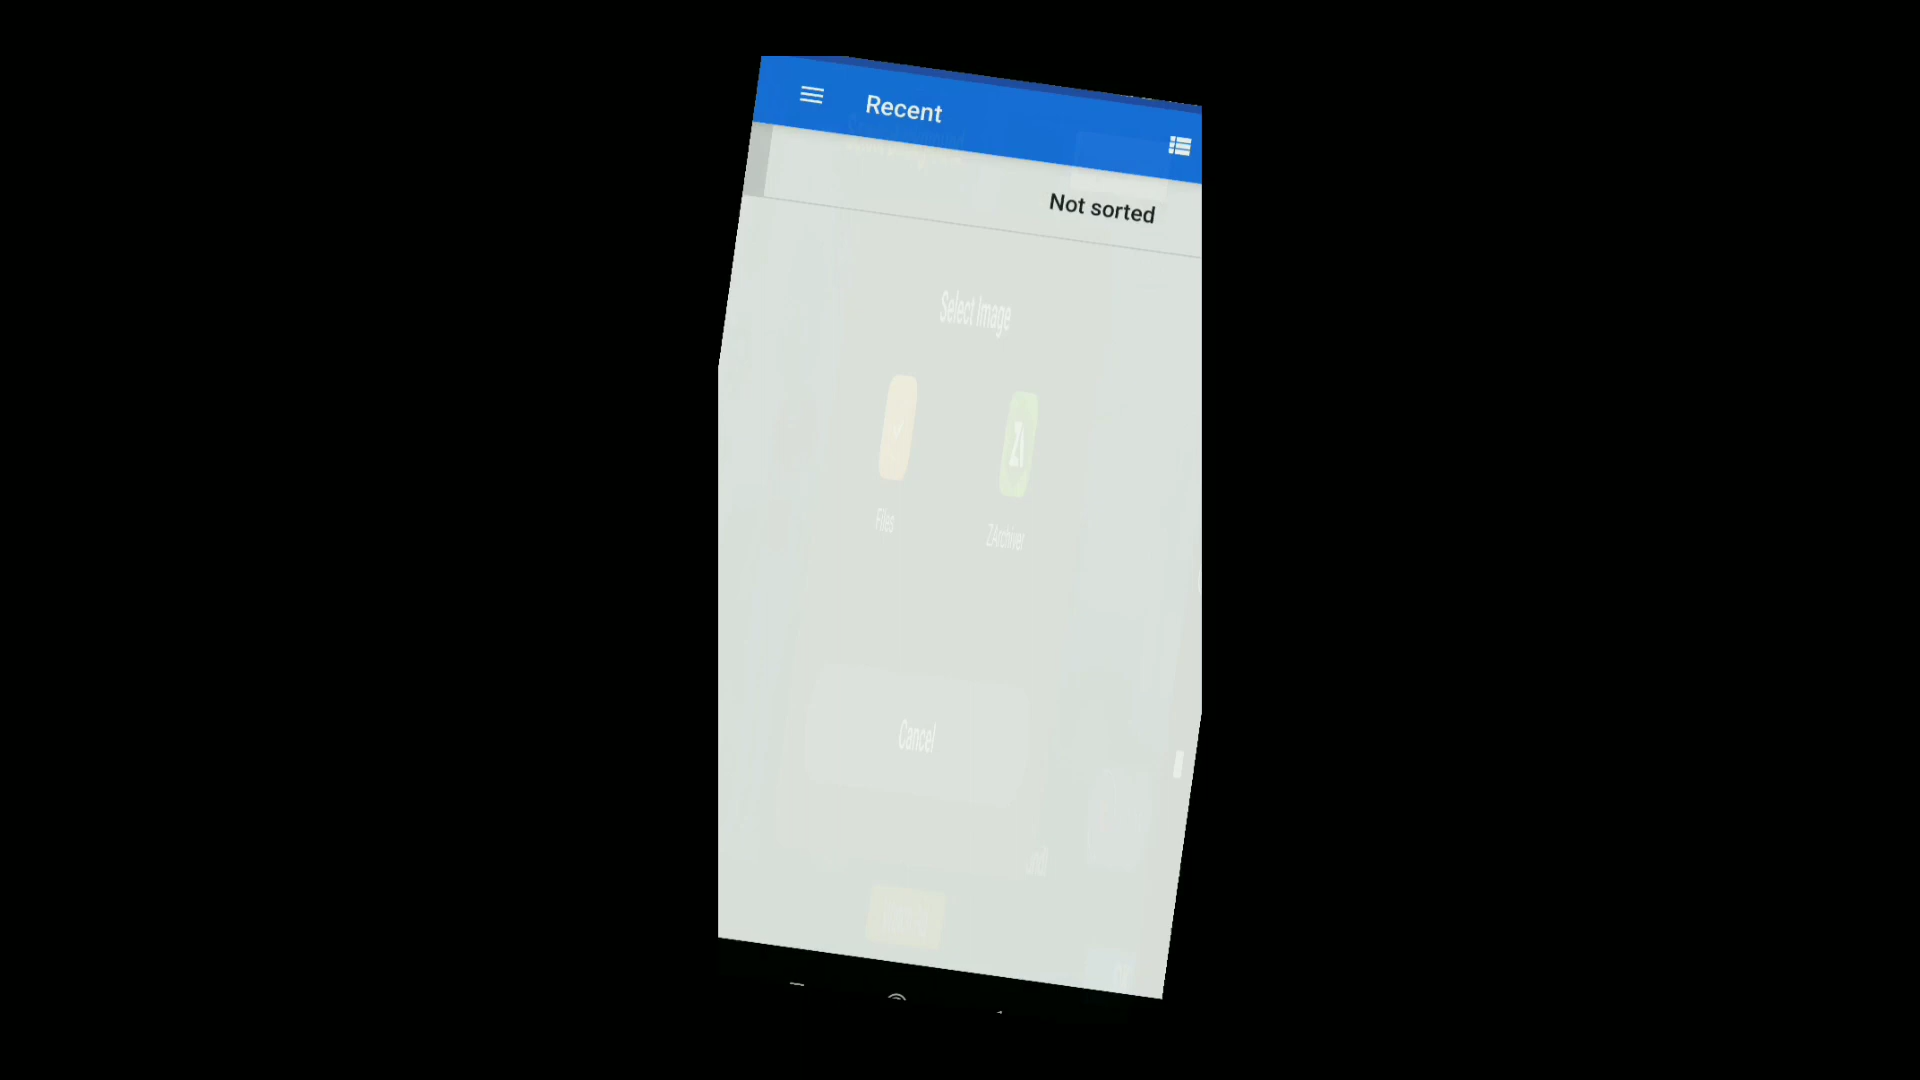 Recent
Not sorted
Select Image
Files
ZArchiver
Cancel